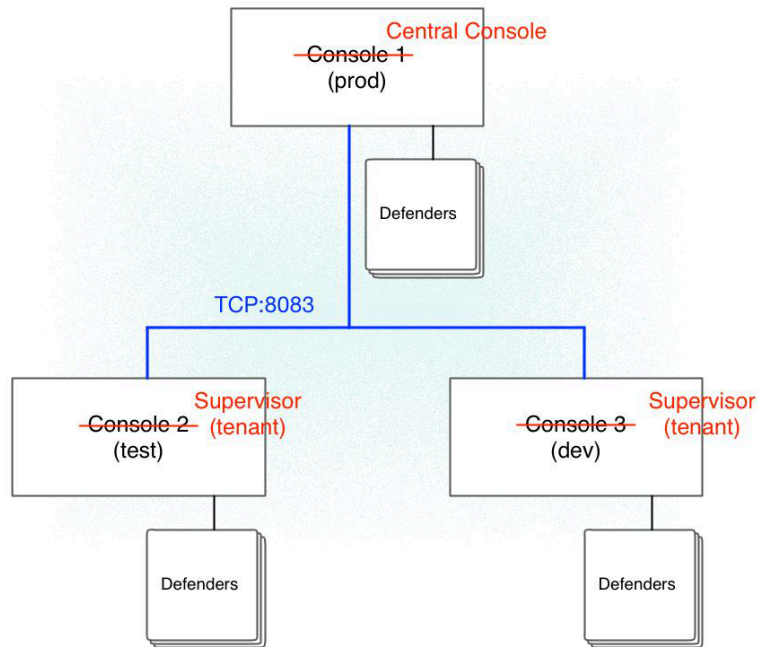 Central Console
Console 1
(prod)
Defenders
TCP:8083
Supervisor
(tenant)
Console 2
(test)
Supervisor
(tenant)
Console 3
(dev)
Defenders
Defenders